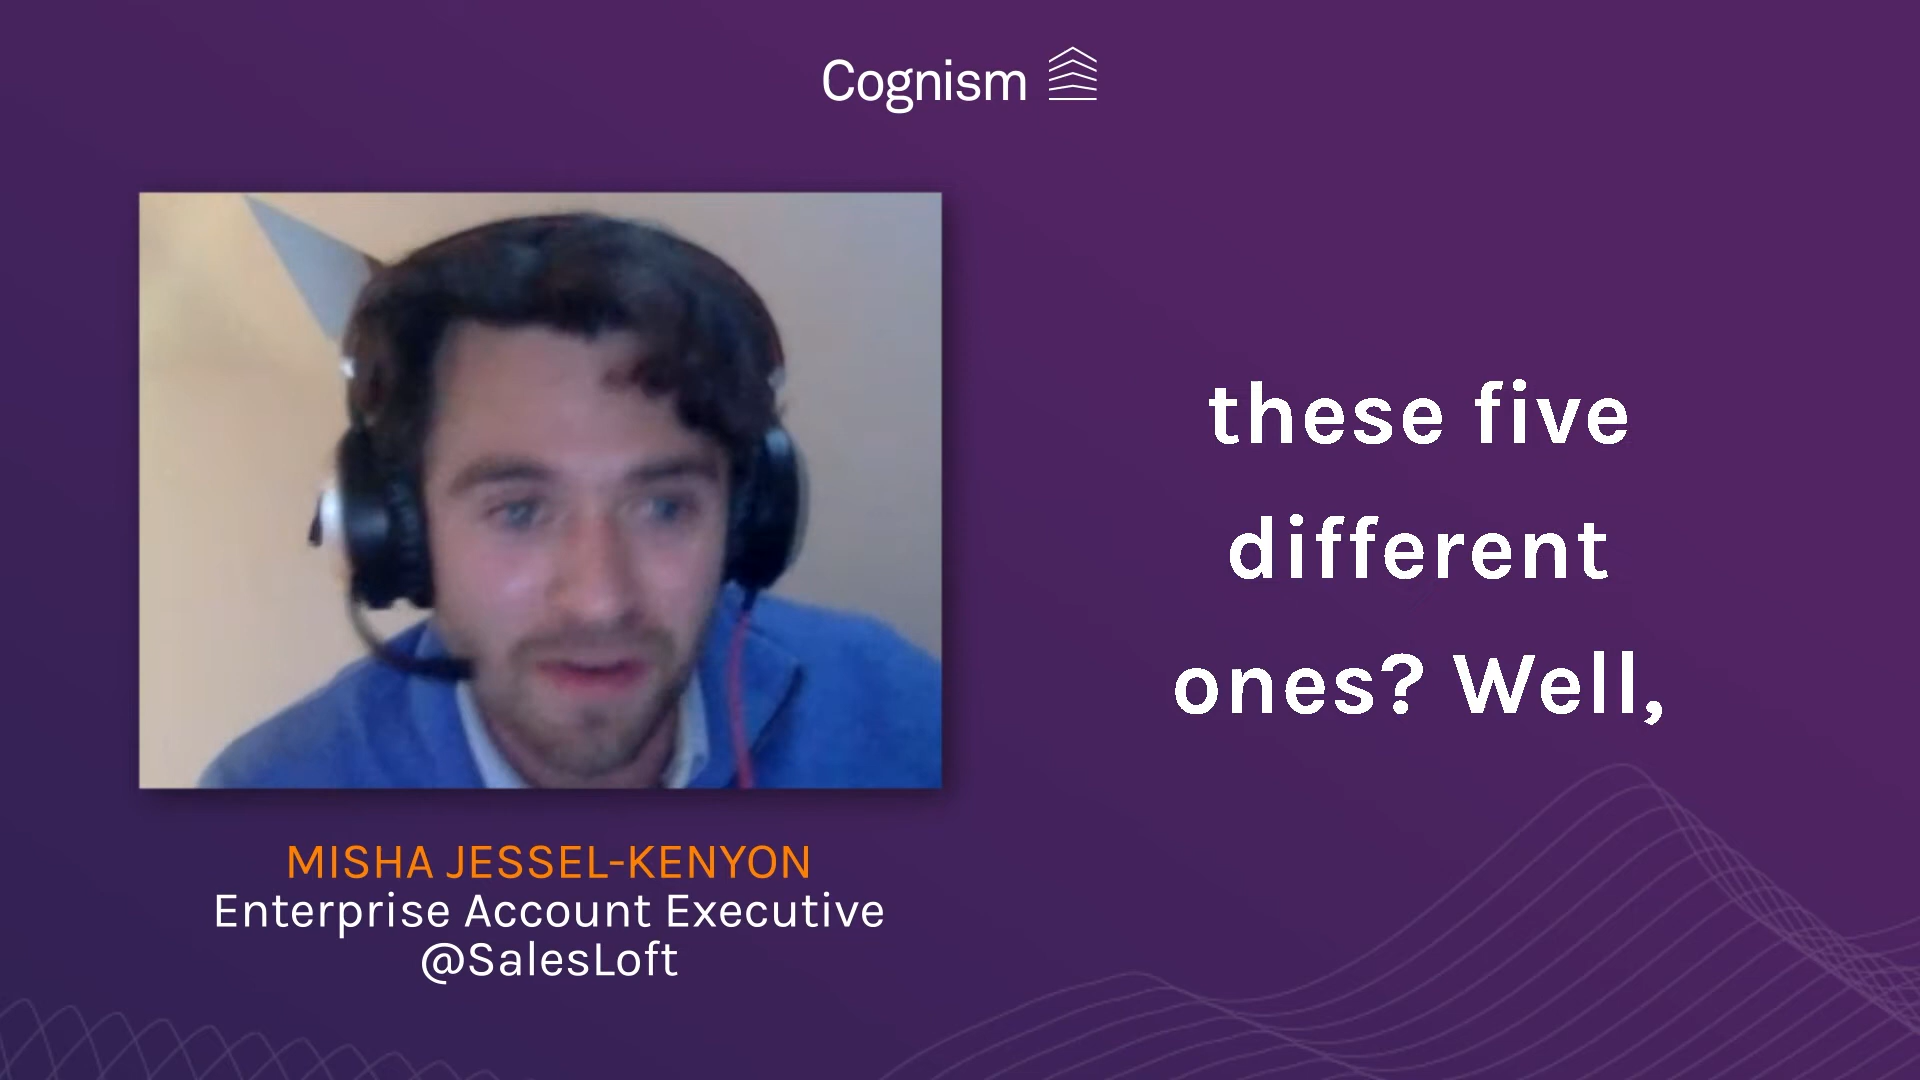 Cognism
these five
different
ones? Well,
MISHA JESSEL-KENYON
Enterprise Account Executive
@SalesLoft